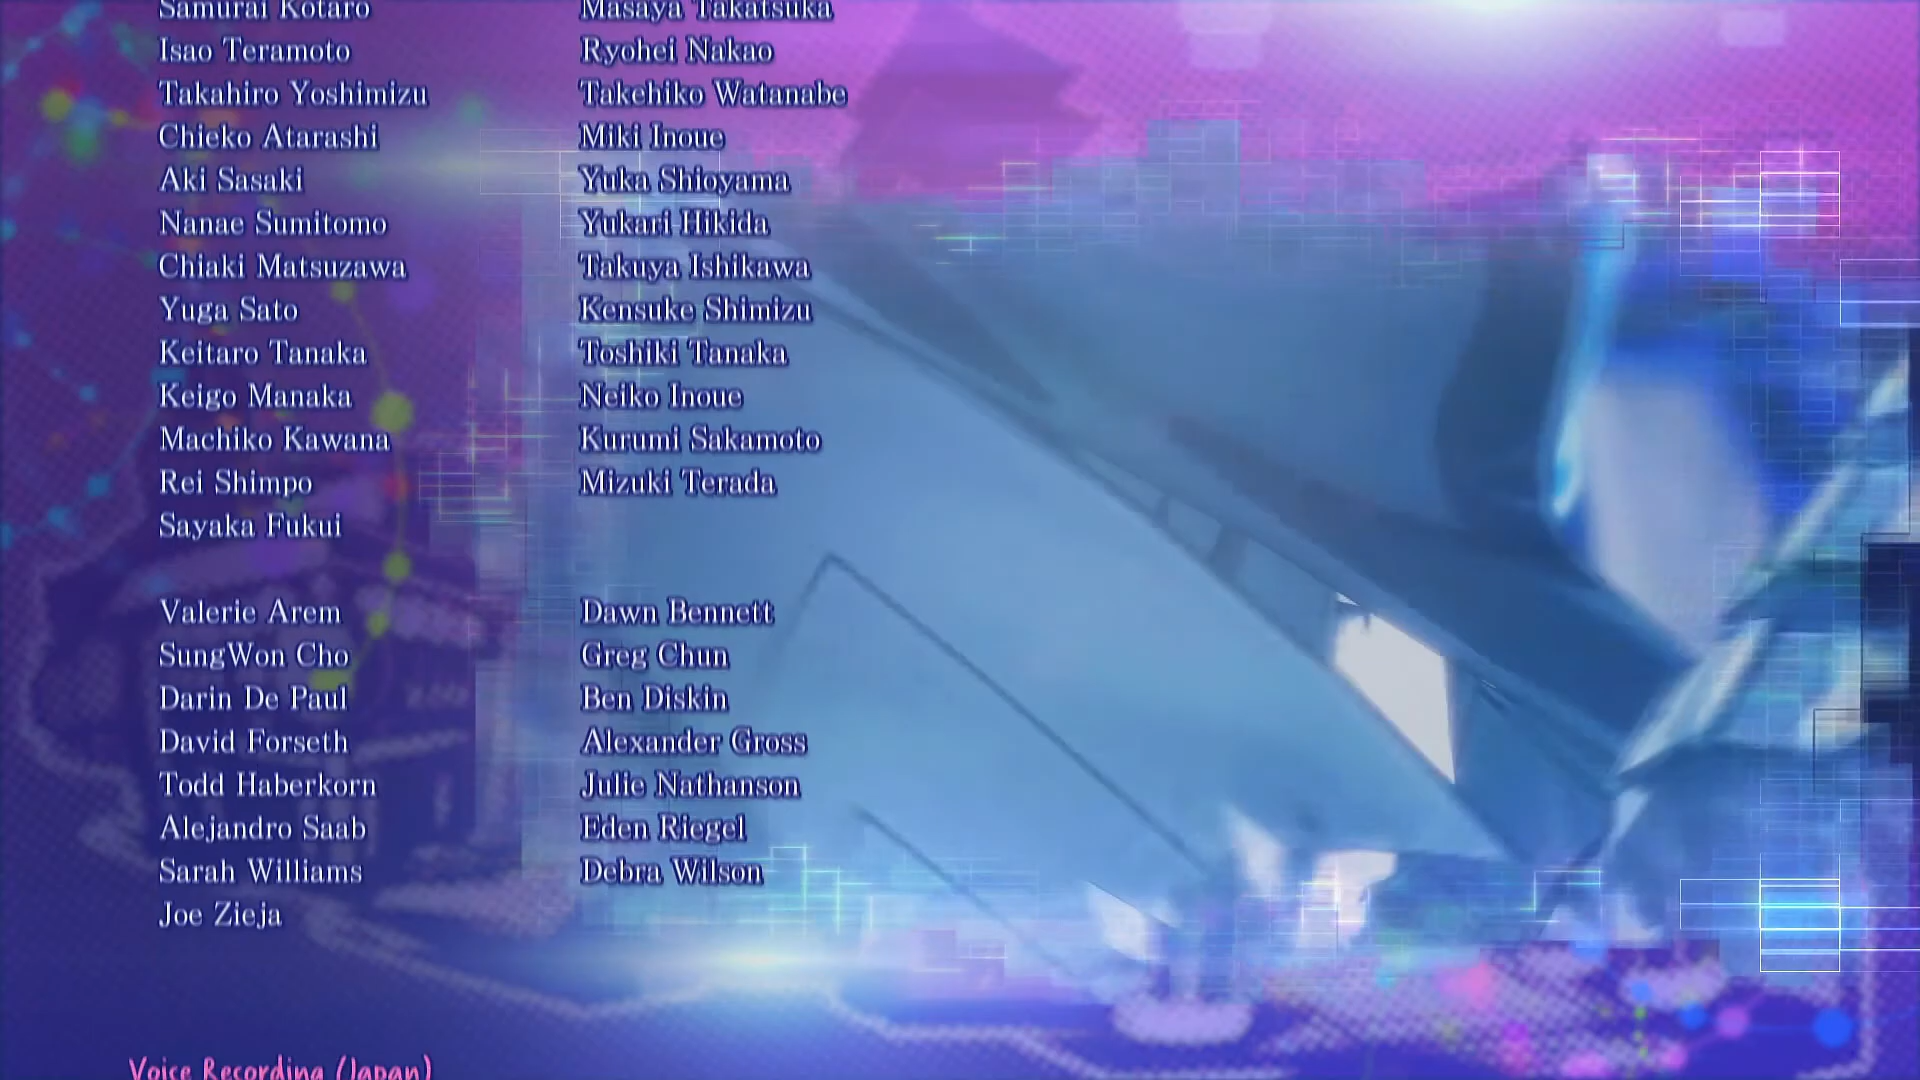 Samurai Kotaro Masaya Takatsuka
Isao Teramoto Ryohei Nakao
Takahiro Yoshimizu Takehiko Watanabe
Chieko Atarashi Miki Inoue
Aki Sasaki Yuka Shioyama
Nanae Sumitomo Yukari Hikida
Chiaki Matsuzawa Takuya Ishikawa
Yuga Sato Kensuke Shimizu
Keitaro Tanaka Toshiki Tanaka
Keigo Manaka Neiko Inoue
Machiko Kawana Kurumi Sakamoto
Rei Shimpo Mizuki Terada
Sayaka Fukui
Valerie Arem Dawn Bennett
SungWon Cho Greg Chun
Darin De Paul Ben Diskin
David Forseth Alexander Gross
Todd Haberkorn Julie Nathanson
Alejandro Saab Eden Riegel
Sarah Williams Debra Wilson
Joe Zieja
Voice Recording (Japan)